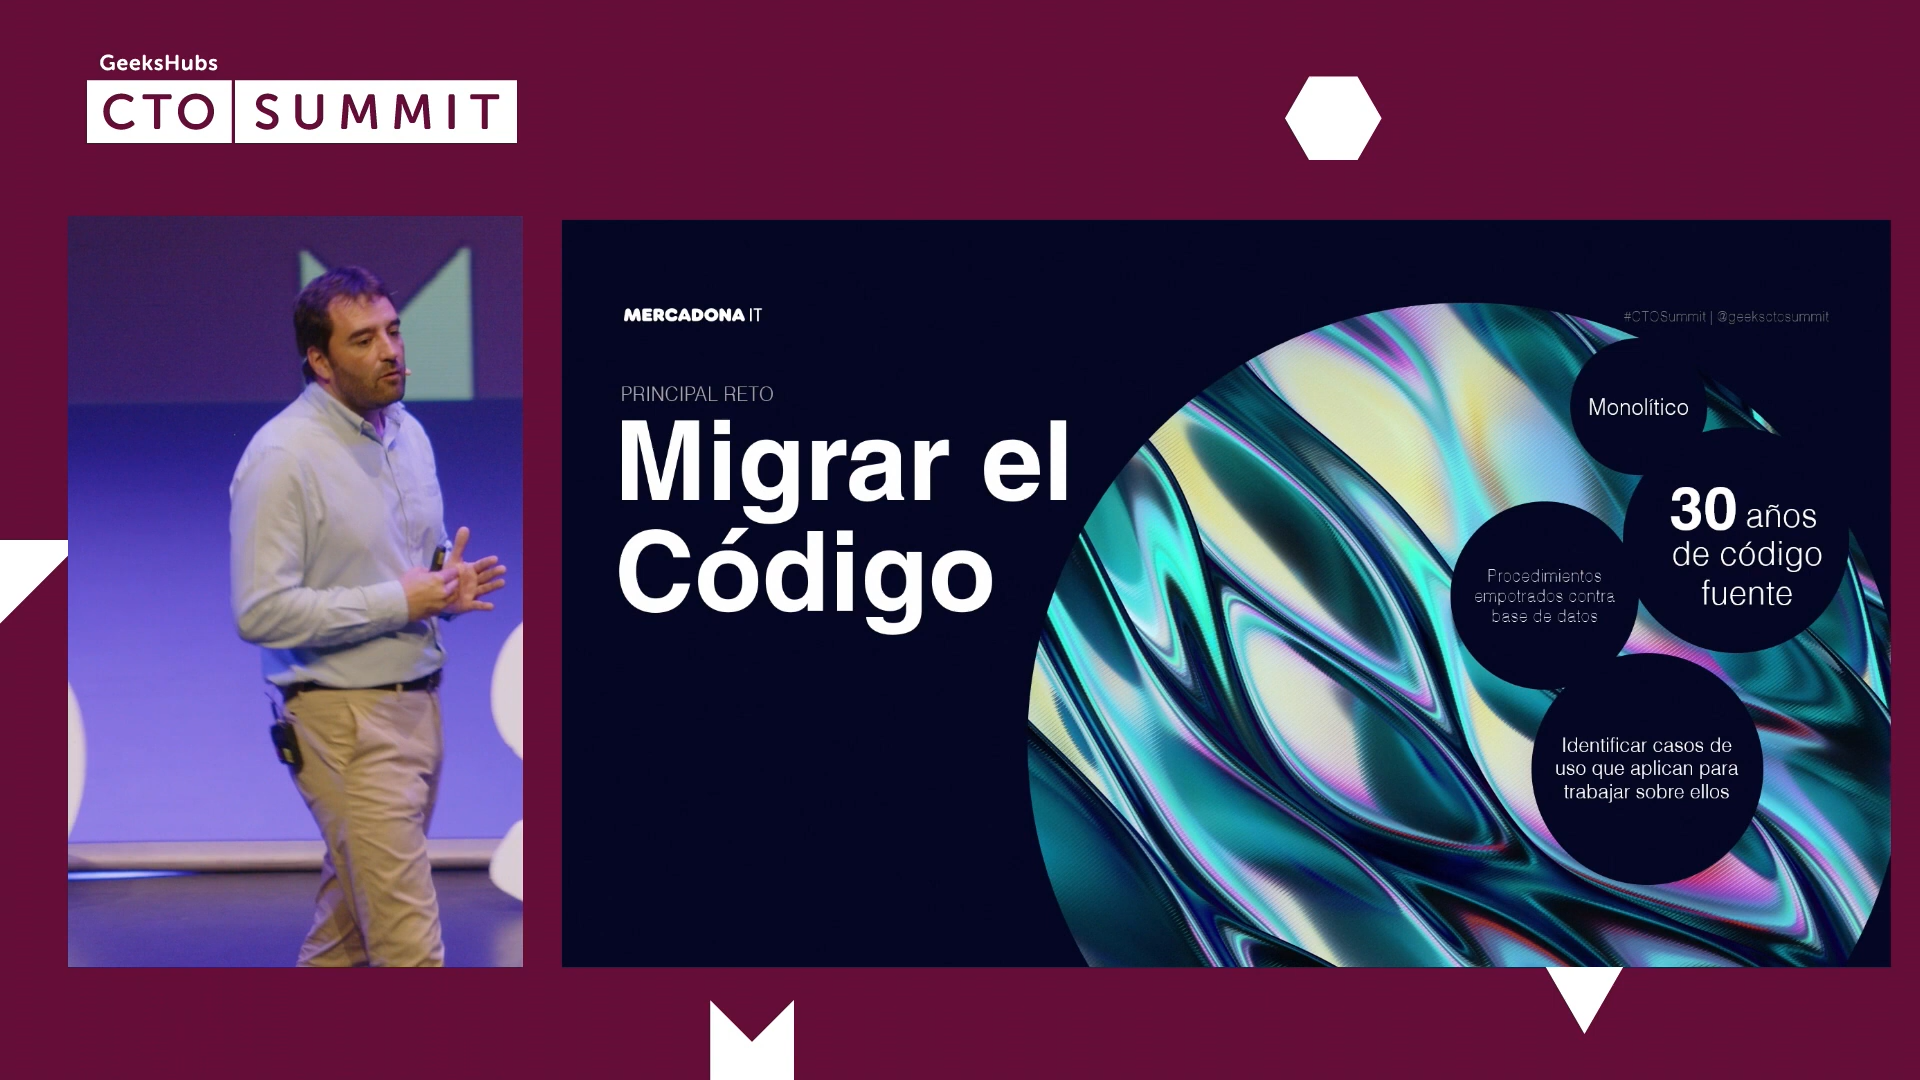 GeeksHubs
CTO SUMMIT
MERCADONA IT
#CTOSummit | @geeksctosummit
PRINCIPAL RETO
Migrar el
Código
Monolítico
30 años
de código
fuente
Procedimientos
empotrados contra
base de datos
Identificar casos de
uso que aplican para
trabajar sobre ellos